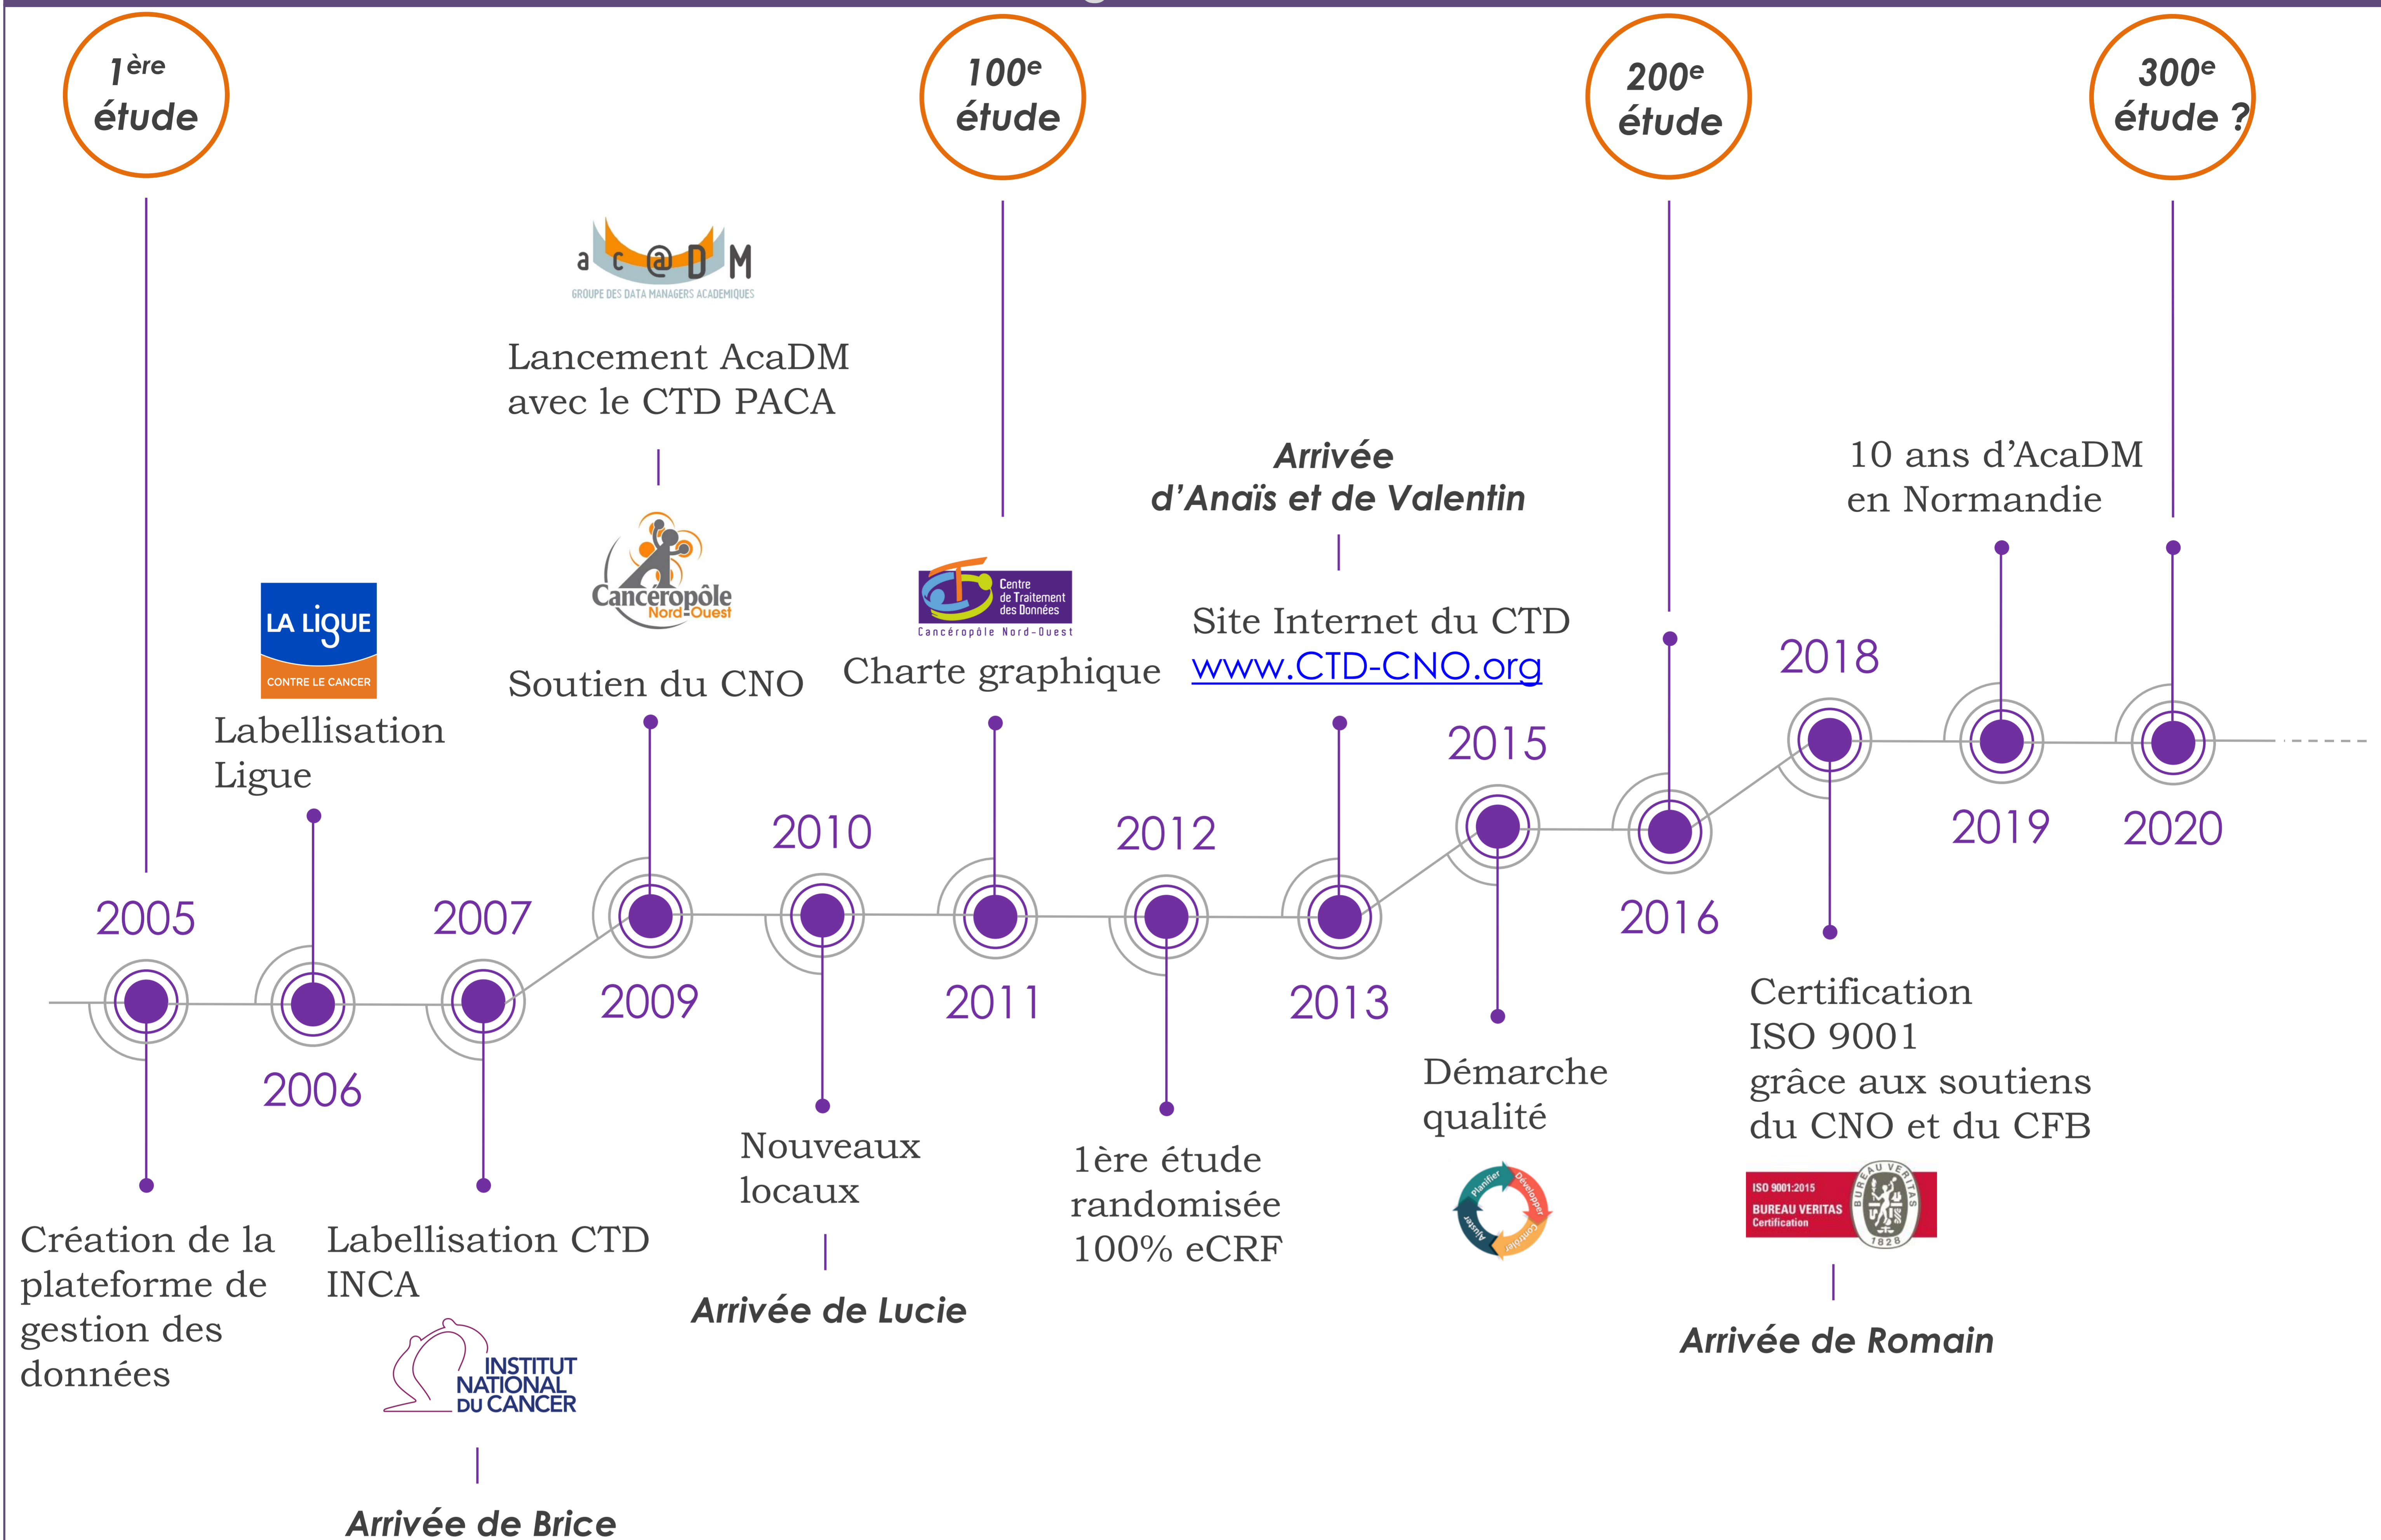 1ère
étude
100e
étude
200e
étude
300e
étude ?
ac@DM
GROUPE DES DATA MANAGERS ACADEMIQUES
Lancement AcaDM
avec le CTD PACA
Cancéropôle
Nord-Ouest
Soutien du CNO
LA LIGUE
CONTRE LE CANCER
Labellisation
Ligue
Centre
de Traitement
des Données
Cancéropôle Nord-Ouest
Charte graphique
Arrivée
d’Anaïs et de Valentin
Site Internet du CTD
www.CTD-CNO.org
10 ans d’AcaDM
en Normandie
2005
2006
2007
2009
2010
2011
2012
2013
2015
2016
2018
2019
2020
Création de la
plateforme de
gestion des
données
Labellisation CTD
INCA
INSTITUT
NATIONAL
DU CANCER
Arrivée de Brice
Nouveaux
locaux
Arrivée de Lucie
1ère étude
randomisée
100% eCRF
Démarche
qualité
Planifier
Développer
Contrôler
Ajuster
Certification
ISO 9001
grâce aux soutiens
du CNO et du CFB
ISO 9001:2015
BUREAU VERITAS
Certification
BUREAU VERITAS
1828
Arrivée de Romain